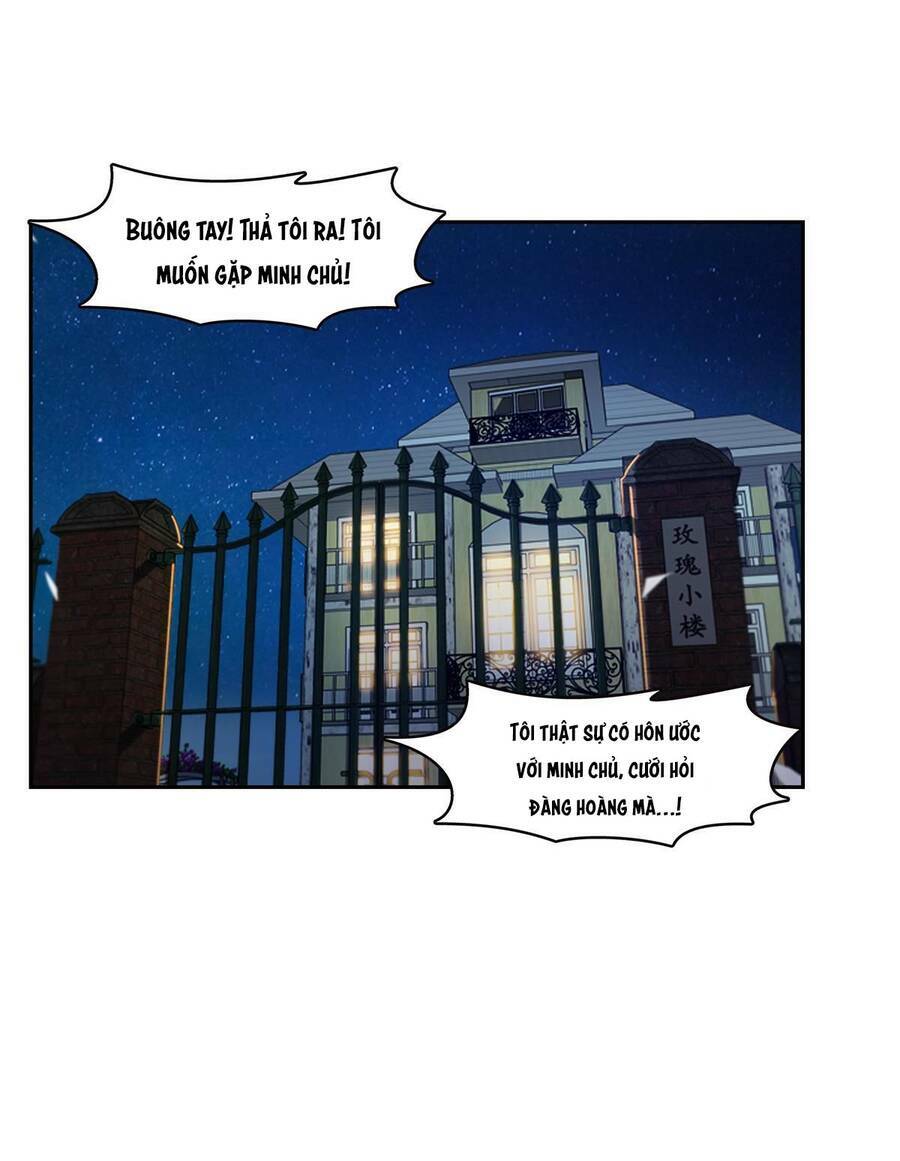 BUÔNG TAY! THẢ TÔI RA! TÔI
MUỐN GẶP MINH CHỦ!
玫瑰小楼
TÔI THẬT SỰ CÓ HÔN ƯỚC
VỚI MINH CHỦ, CƯỚI HỎI
ĐÀNG HOÀNG MÀ...!